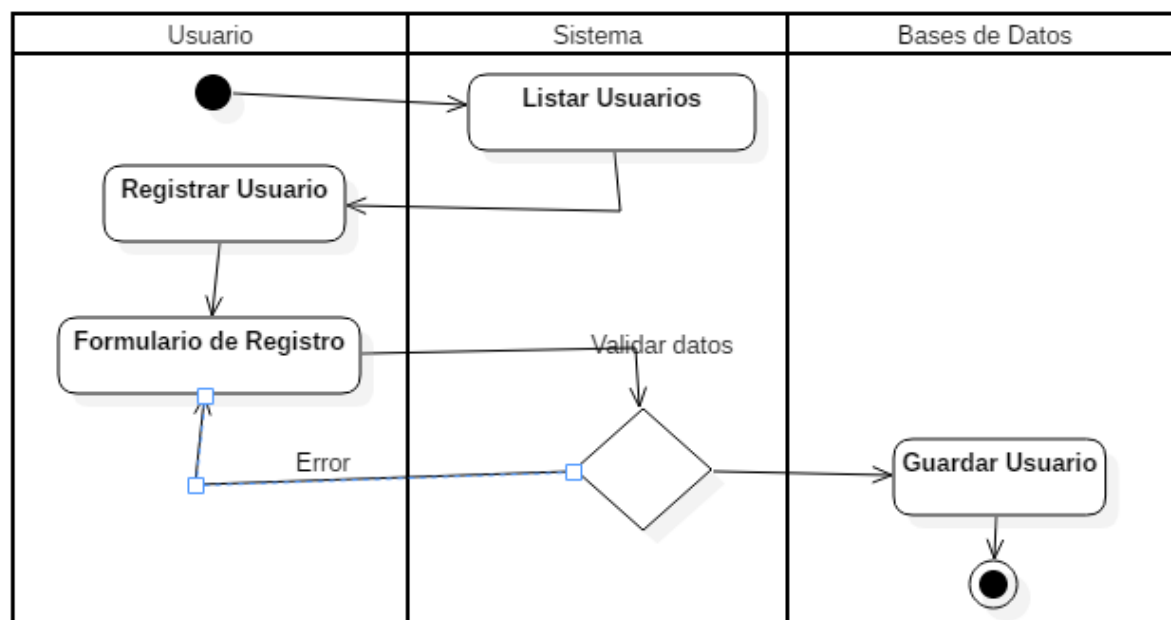 Usuario
Sistema
Bases de Datos
Listar Usuarios
Registrar Usuario
Formulario de Registro
Validar datos
Error
Guardar Usuario